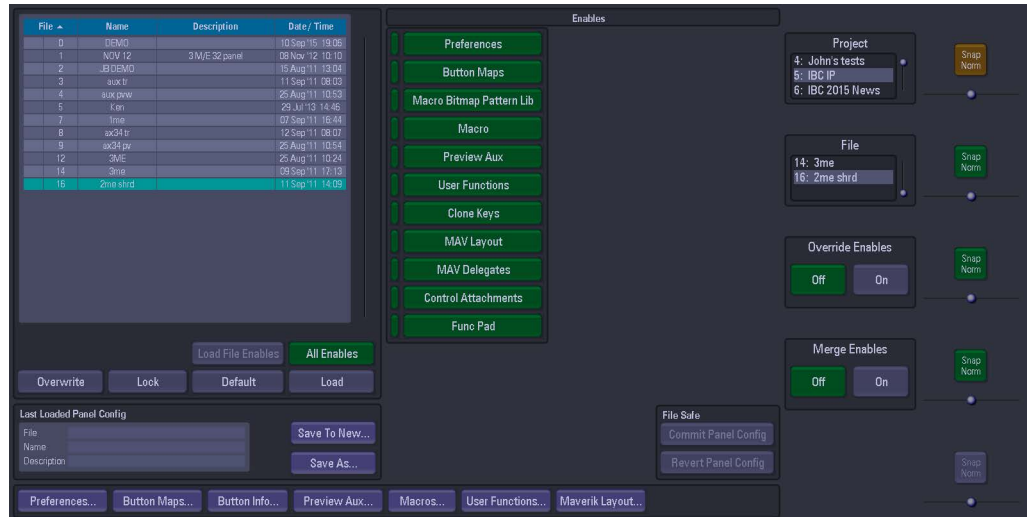 File Name Description Date/ Time
0 DEMO 10 Sep '15 19:06
1 NOV 12 3 M/E 32 panel 08 Nov '12 10:10
2 JB DEMO 15 Aug '11 13:04
3 aux tr 11 Sep '11 08:03
4 aux pvw 25 Aug '11 10:53
5 Ken 29 Jul '13 14:46
7 1me 07 Sep '11 16:44
8 ax34 tr 12 Sep '11 08:07
9 ax34 pv 25 Aug '11 10:54
12 3ME 25 Aug '11 10:24
14 3me 09 Sep '11 17:13
16 2me shrd 11 Sep '11 14:09
Load File Enables All Enables
Overwrite Lock Default Load
Last Loaded Panel Config
File
Name
Description
Save To New...
Save As...
Enables
Preferences
Button Maps
Macro Bitmap Pattern Lib
Macro
Preview Aux
User Functions
Clone Keys
MAV Layout
MAV Delegates
Control Attachments
Func Pad
File Safe
Commit Panel Config
Revert Panel Config
Project
4: John's tests
5: IBC IP
6: IBC 2015 News
File
14: 3me
16: 2me shrd
Override Enables
Off On
Merge Enables
Off On
Snap
Norm
Snap
Norm
Snap
Norm
Snap
Norm
Snap
Norm
Preferences... Button Maps... Button Info... Preview Aux... Macros... User Functions... Maverik Layout...